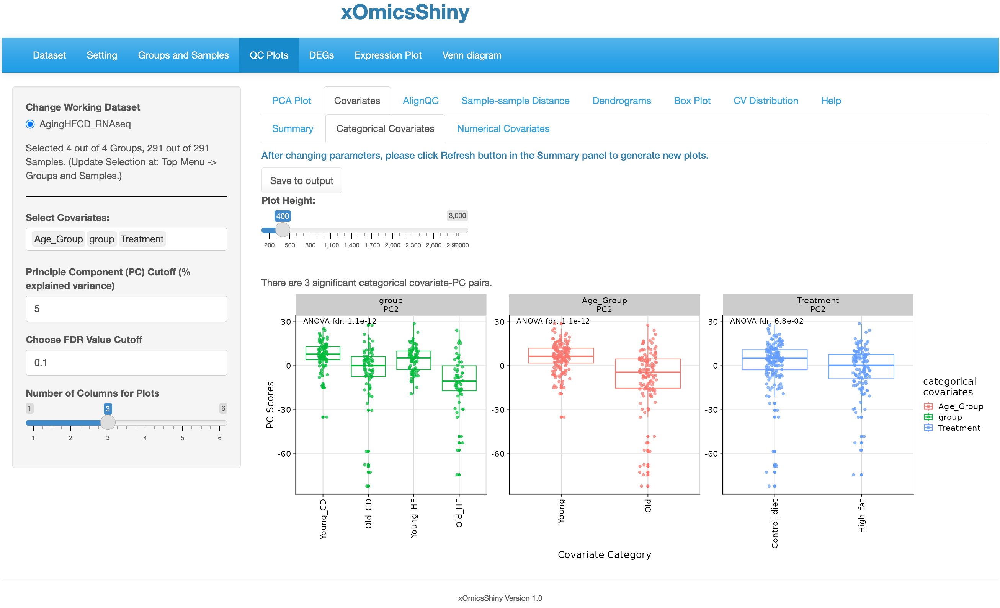 xOmicsShiny
Dataset Setting Groups and Samples QC Plots DEGs Expression Plot Venn diagram
Change Working Dataset
AgingHFCD_RNAseq
Selected 4 out of 4 Groups, 291 out of 291
Samples. (Update Selection at: Top Menu ->
Groups and Samples.)
Select Covariates:
Age_Group group Treatment
Principle Component (PC) Cutoff (%
explained variance)
5
Choose FDR Value Cutoff
0.1
Number of Columns for Plots
1 3 6
1 2 3 4 5 6
PCA Plot Covariates AlignQC Sample-sample Distance Dendrograms Box Plot CV Distribution Help
Summary Categorical Covariates Numerical Covariates
After changing parameters, please click Refresh button in the Summary panel to generate new plots.
Save to output
Plot Height:
400 3,000
200 500 800 1,100 1,400 1,700 2,000 2,300 2,600 2,900 3,000
There are 3 significant categorical covariate-PC pairs.
group
PC2
ANOVA fdr: 1.1e-12
30
0
-30
-60
PC Scores
Young_CD
Old_CD
Young_HF
Old_HF
Age_Group
PC2
ANOVA fdr: 1.1e-12
30
0
-30
-60
Young
Old
Treatment
PC2
ANOVA fdr: 6.8e-02
30
0
-30
-60
Control_diet
High_fat
Covariate Category
categorical
covariates
Age_Group
group
Treatment
xOmicsShiny Version 1.0